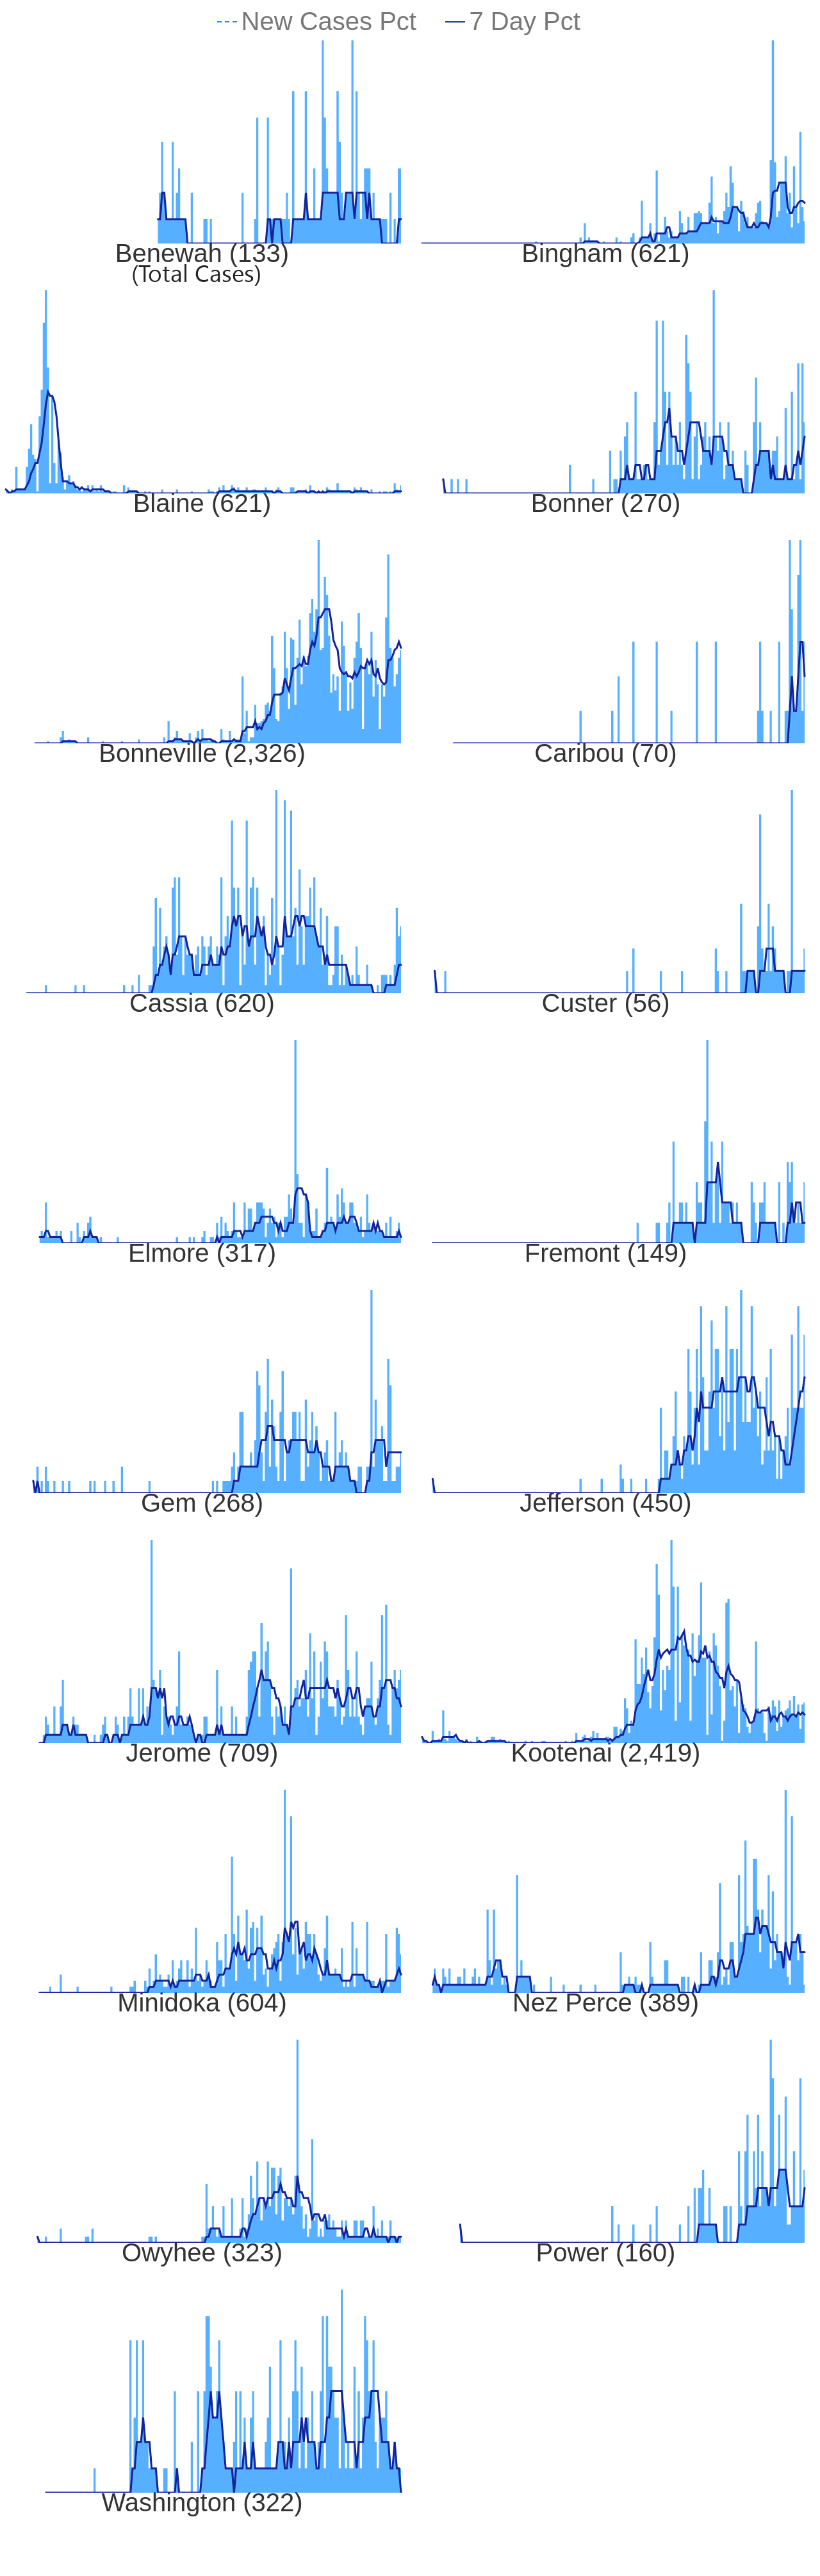 New Cases Pct 7 Day Pct
Benewah (133) Bingham (621)
(Total Cases)
Blaine (621) Bonner (270)
Bonneville (2,326) Caribou (70)
Cassia (620) Custer (56)
Elmore (317) Fremont (149)
Gem (268) Jefferson (450)
Jerome (709) Kootenai (2,419)
Minidoka (604) Nez Perce (389)
Owyhee (323) Power (160)
Washington (322)